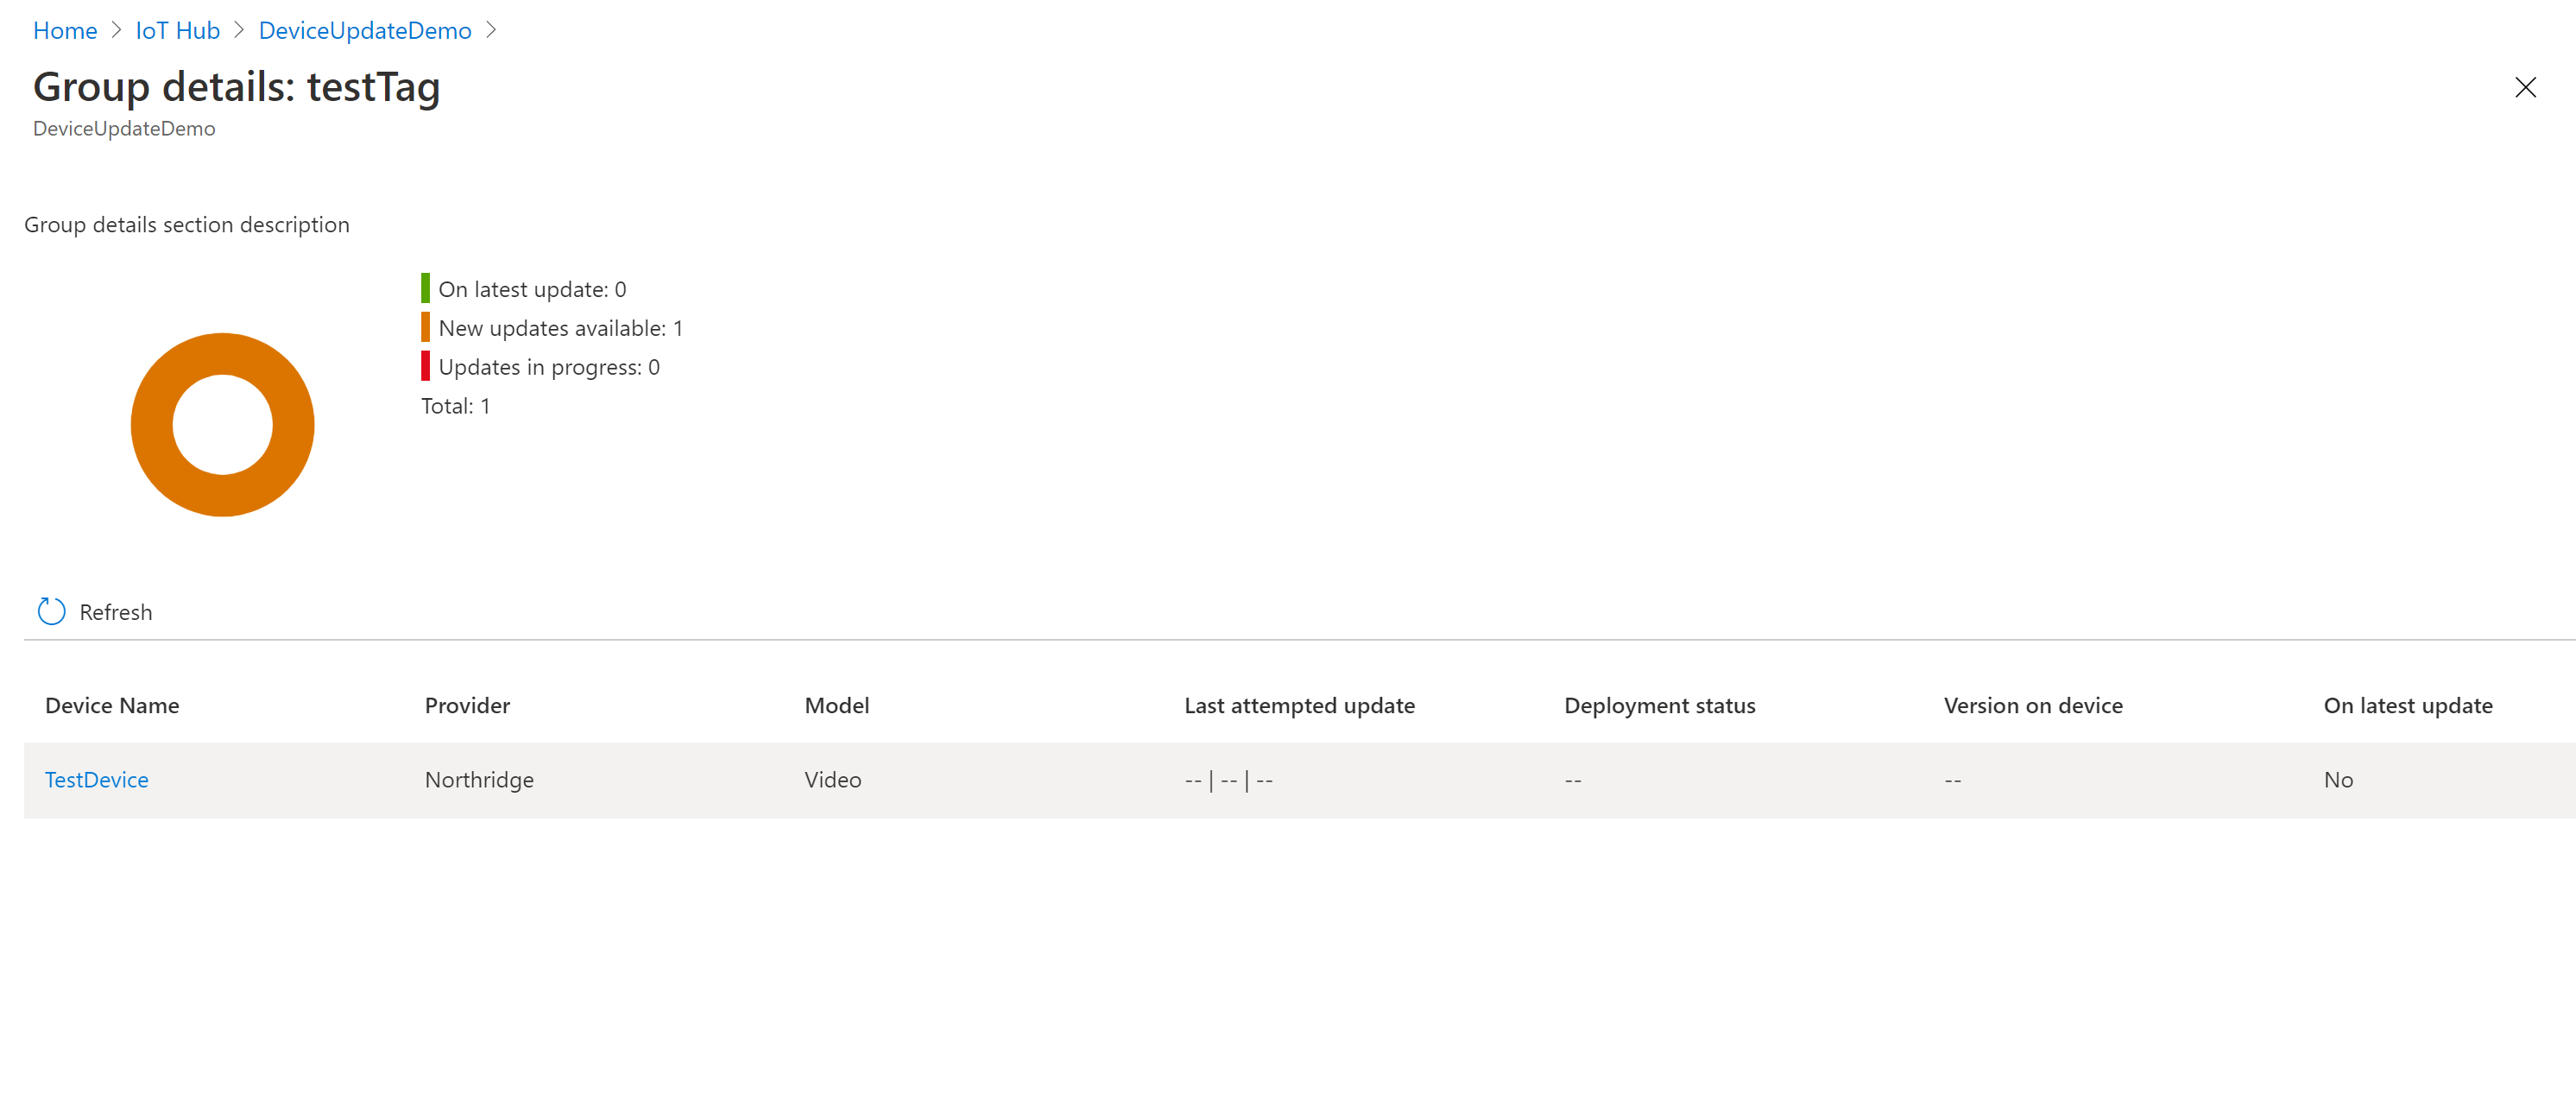 Home > IoT Hub > DeviceUpdateDemo >
Group details: testTag
DeviceUpdateDemo
Group details section description
On latest update: 0
New updates available: 1
Updates in progress: 0
Total: 1
Refresh
Device Name Provider Model Last attempted update Deployment status Version on device On latest update
TestDevice Northridge Video -- | -- | -- -- -- No